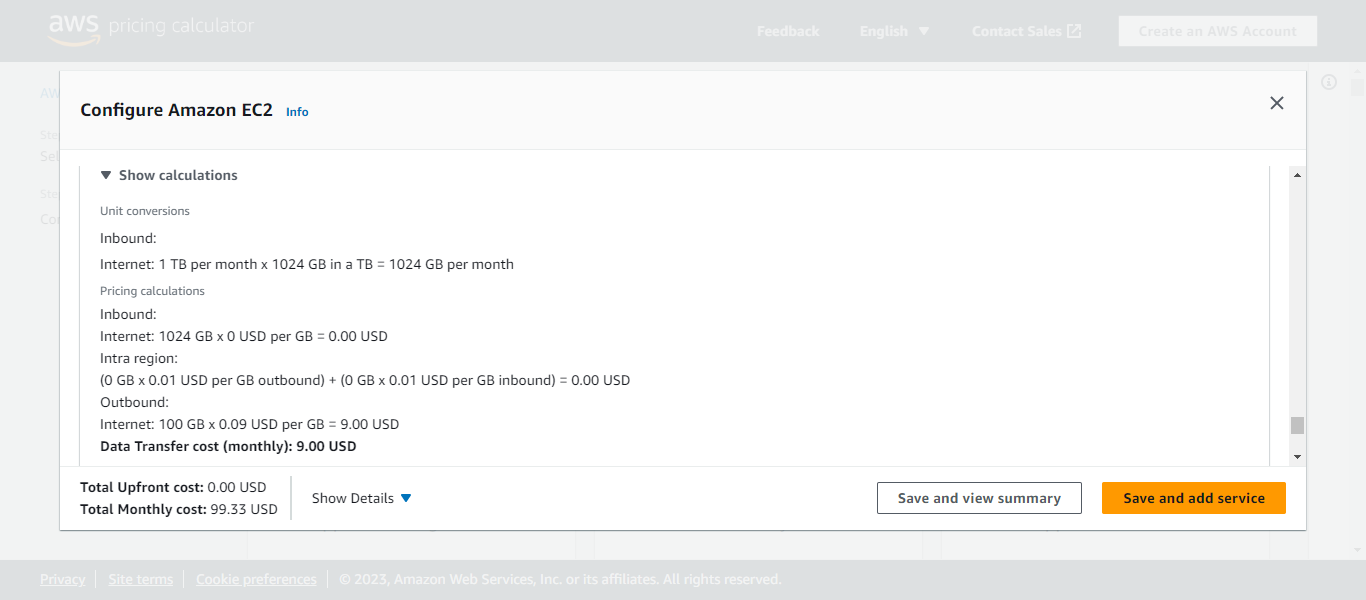 aws pricing calculator
Feedback English Contact Sales Create an AWS Account
Configure Amazon EC2 Info
Show calculations
Unit conversions
Inbound:
Internet: 1 TB per month x 1024 GB in a TB = 1024 GB per month
Pricing calculations
Inbound:
Internet: 1024 GB x 0 USD per GB = 0.00 USD
Intra region:
(0 GB x 0.01 USD per GB outbound) + (0 GB x 0.01 USD per GB inbound) = 0.00 USD
Outbound:
Internet: 100 GB x 0.09 USD per GB = 9.00 USD
Data Transfer cost (monthly): 9.00 USD
Total Upfront cost: 0.00 USD
Total Monthly cost: 99.33 USD
Show Details
Save and view summary
Save and add service
Privacy Site terms Cookie preferences © 2023, Amazon Web Services, Inc. or its affiliates. All rights reserved.